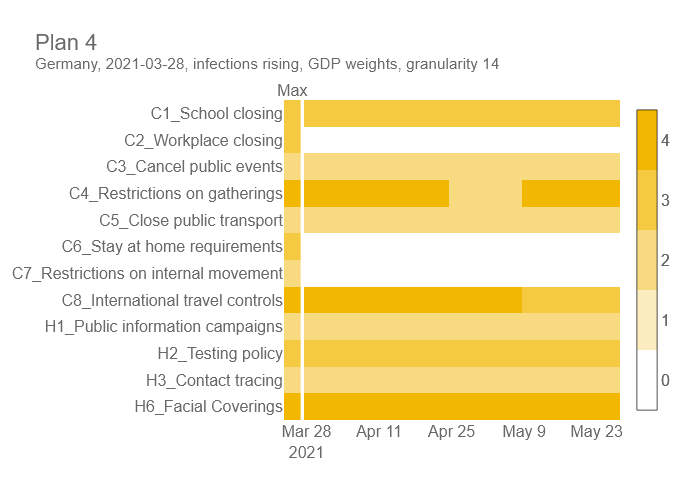 Plan 4
Germany, 2021-03-28, infections rising, GDP weights, granularity 14
Max
C1_School closing
C2_Workplace closing
C3_Cancel public events
C4_Restrictions on gatherings
C5_Close public transport
C6_Stay at home requirements
C7_Restrictions on internal movement
C8_International travel controls
H1_Public information campaigns
H2_Testing policy
H3_Contact tracing
H6_Facial Coverings
4
3
2
1
0
Mar 28 Apr 11 Apr 25 May 9 May 23
2021